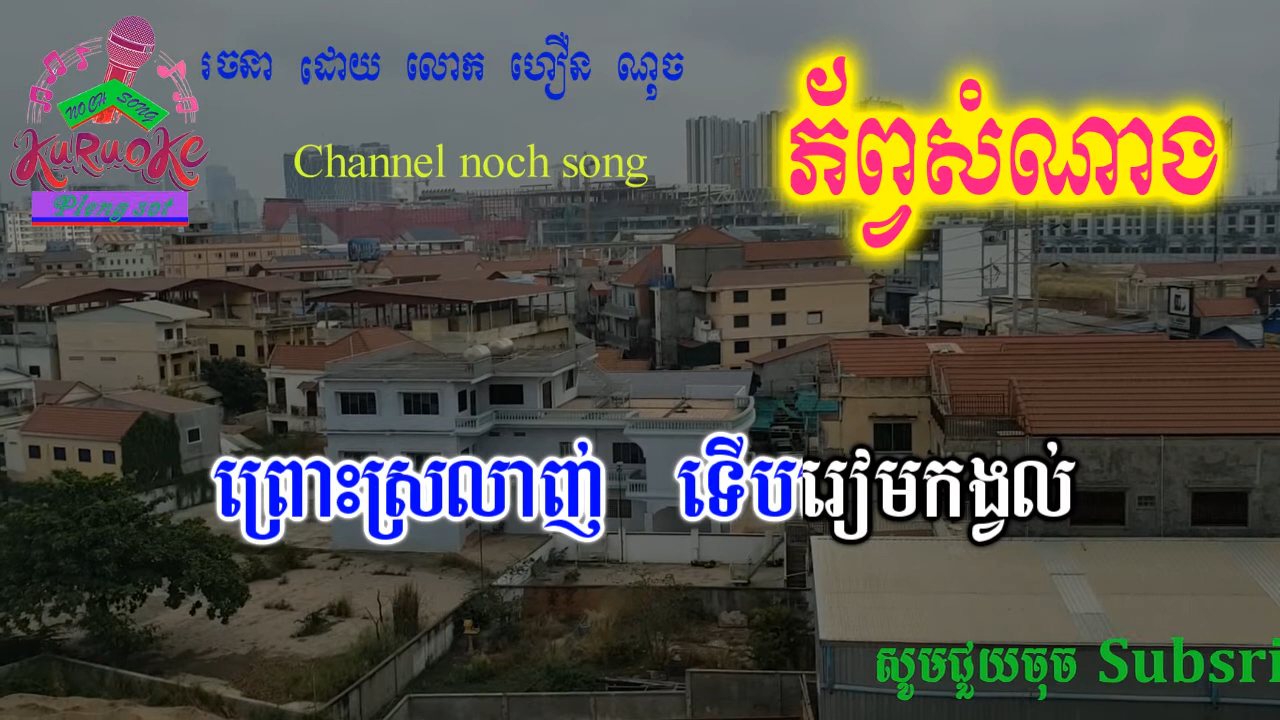 រចនា ដោយ លោក ហឿន ណុច
ភ័ព្វសំណាង
NOCH SONG
KaRuoKe
Pleng sot
Channel noch song
ព្រោះស្រលាញ់ ទើបរៀមកង្វល់
សូមជួយចុច Subsri